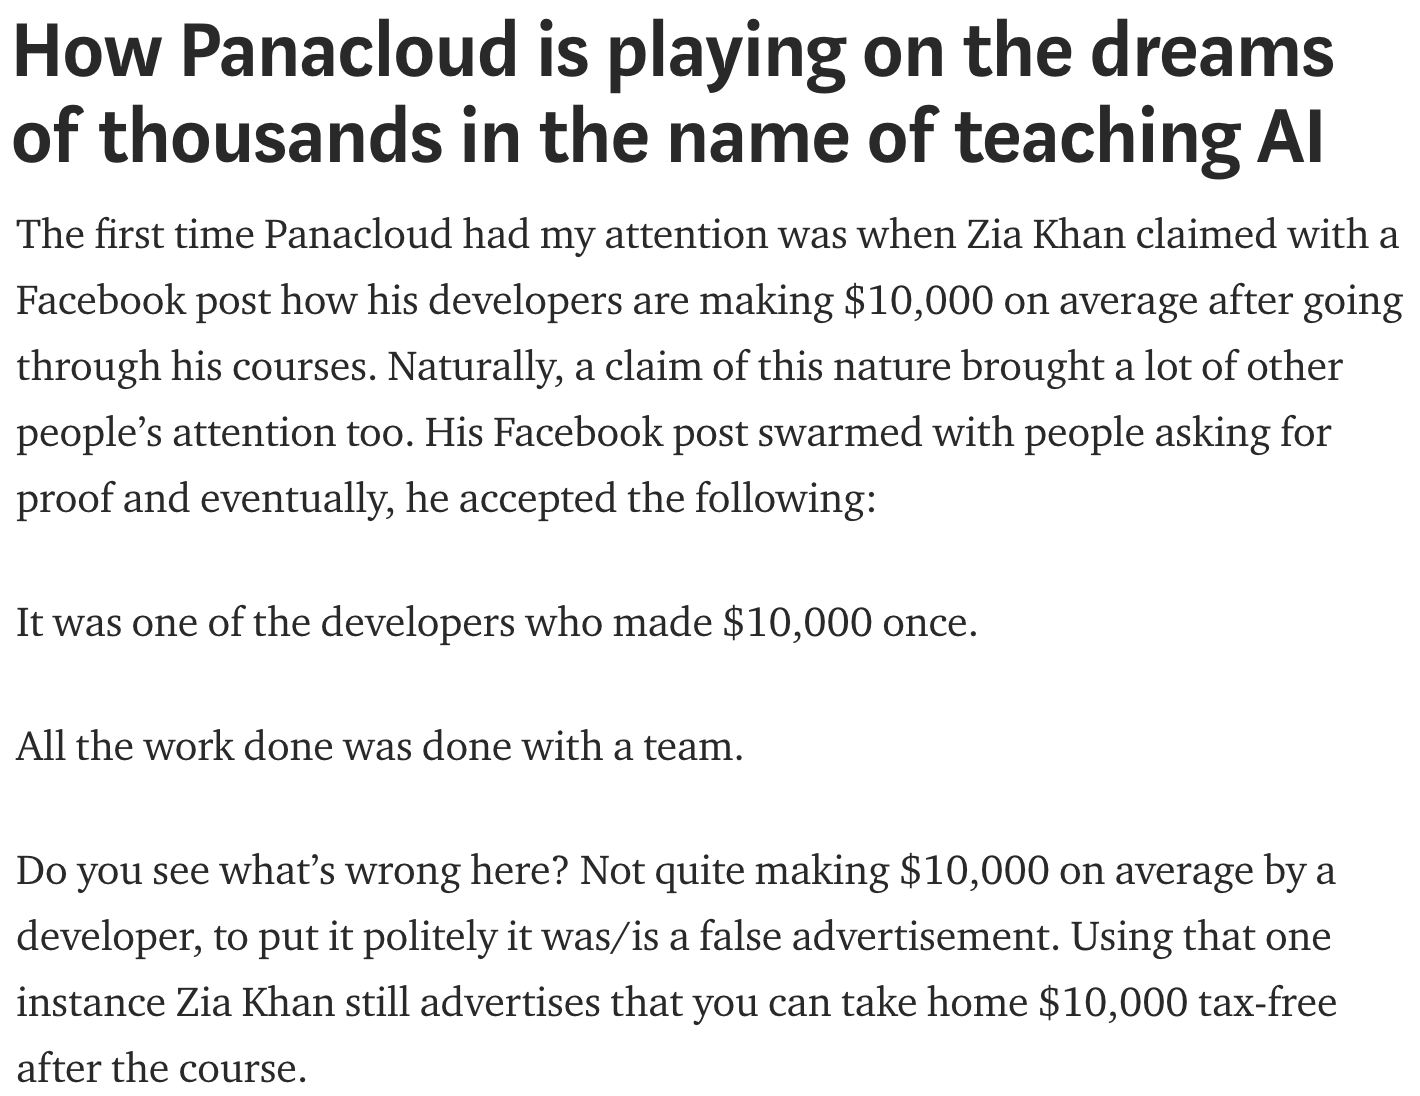 How Panacloud is playing on the dreams
of thousands in the name of teaching AI
The first time Panacloud had my attention was when Zia Khan claimed with a
Facebook post how his developers are making $10,000 on average after going
through his courses. Naturally, a claim of this nature brought a lot of other
people’s attention too. His Facebook post swarmed with people asking for
proof and eventually, he accepted the following:
It was one of the developers who made $10,000 once.
All the work done was done with a team.
Do you see what’s wrong here? Not quite making $10,000 on average by a
developer, to put it politely it was/is a false advertisement. Using that one
instance Zia Khan still advertises that you can take home $10,000 tax-free
after the course.